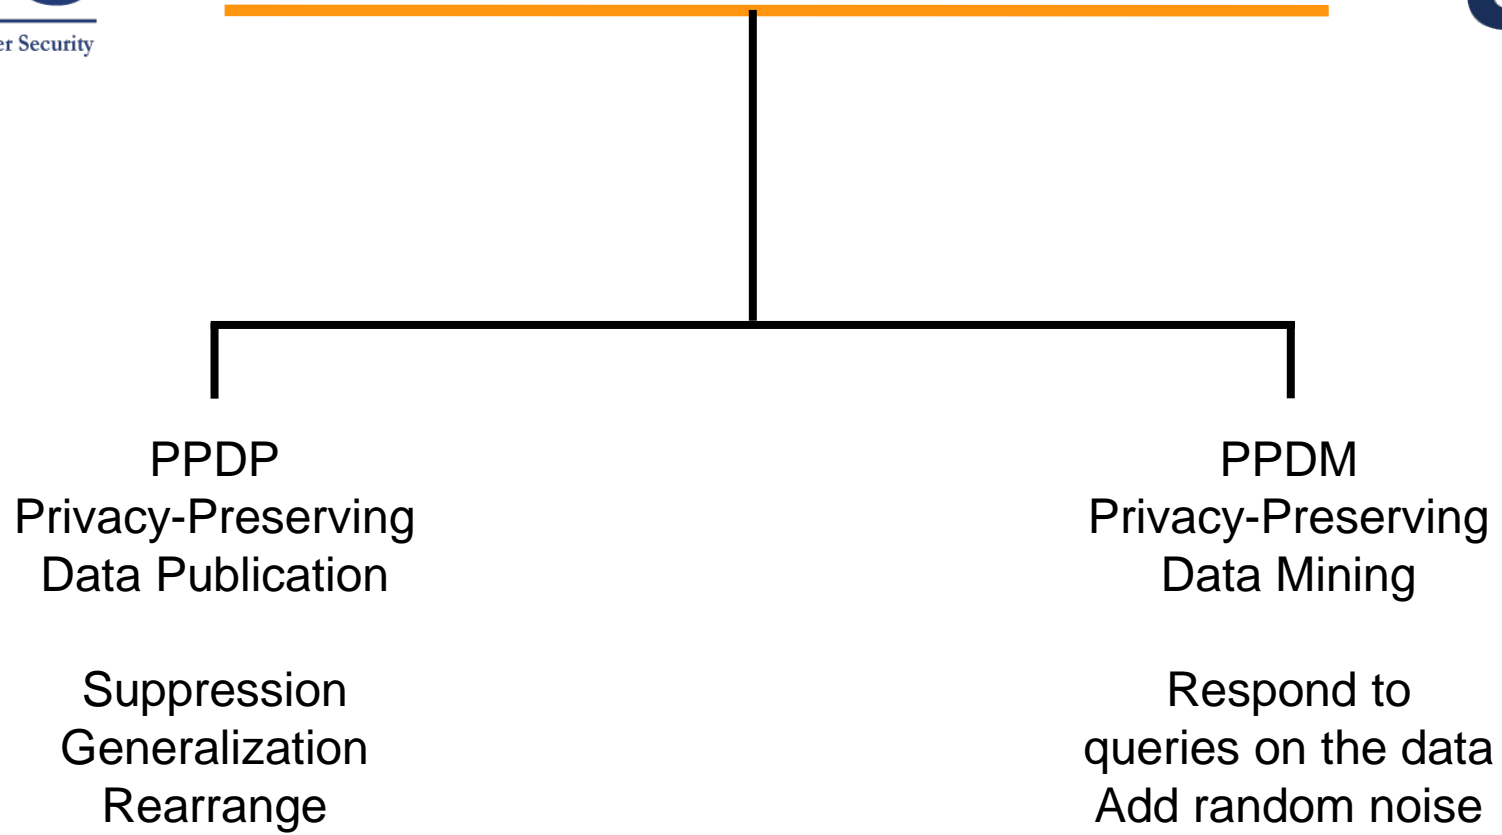 Security
PPDP
Privacy-Preserving
Data Publication
Suppression
Generalization
Rearrange
PPDM
Privacy-Preserving
Data Mining
Respond to
queries on the data
Add random noise